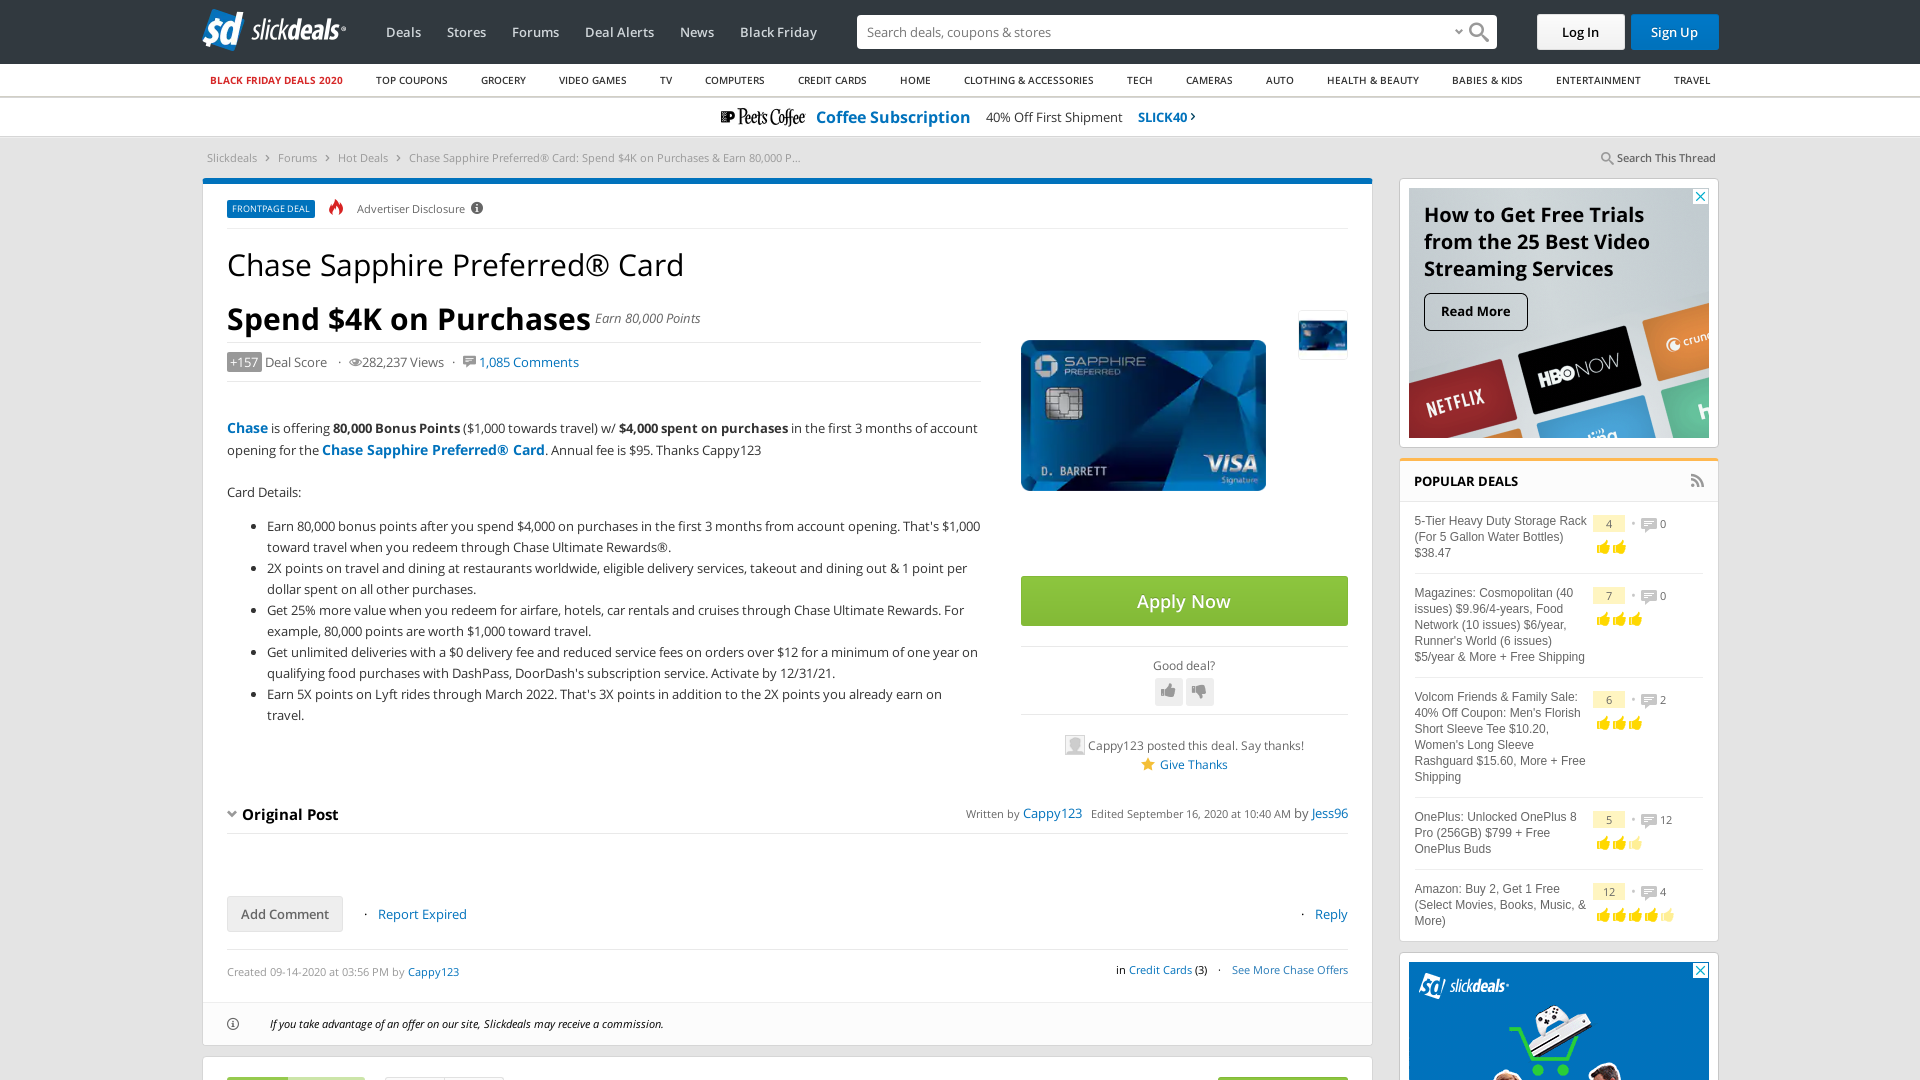 slickdeals
Deals
Stores
Forums
Deal Alerts
News
Black Friday
Search deals, coupons & stores
Log In
Sign Up
BLACK FRIDAY DEALS 2020
TOP COUPONS
GROCERY
VIDEO GAMES
TV
COMPUTERS
CREDIT CARDS
HOME
CLOTHING & ACCESSORIES
TECH
CAMERAS
AUTO
HEALTH & BEAUTY
BABIES & KIDS
ENTERTAINMENT
TRAVEL
Peet's Coffee Coffee Subscription 40% Off First Shipment SLICK40
Slickdeals > Forums > Hot Deals > Chase Sapphire Preferred® Card: Spend $4K on Purchases & Earn 80,000 P...
Search This Thread
FRONTPAGE DEAL
Advertiser Disclosure
Chase Sapphire Preferred® Card
Spend $4K on Purchases Earn 80,000 Points
+157 Deal Score · 282,237 Views · 1,085 Comments
Chase is offering 80,000 Bonus Points ($1,000 towards travel) w/ $4,000 spent on purchases in the first 3 months of account
opening for the Chase Sapphire Preferred® Card. Annual fee is $95. Thanks Cappy123
Card Details:
• Earn 80,000 bonus points after you spend $4,000 on purchases in the first 3 months from account opening. That's $1,000
toward travel when you redeem through Chase Ultimate Rewards®.
• 2X points on travel and dining at restaurants worldwide, eligible delivery services, takeout and dining out & 1 point per
dollar spent on all other purchases.
• Get 25% more value when you redeem for airfare, hotels, car rentals and cruises through Chase Ultimate Rewards. For
example, 80,000 points are worth $1,000 toward travel.
• Get unlimited deliveries with a $0 delivery fee and reduced service fees on orders over $12 for a minimum of one year on
qualifying food purchases with DashPass, DoorDash's subscription service. Activate by 12/31/21.
• Earn 5X points on Lyft rides through March 2022. That's 3X points in addition to the 2X points you already earn on
travel.
SAPPHIRE
PREFERRED
D. BARRETT
VISA
Signature
Apply Now
Good deal?
Cappy123 posted this deal. Say thanks!
Give Thanks
Original Post
Written by Cappy123 Edited September 16, 2020 at 10:40 AM by Jess96
Add Comment
· Report Expired
· Reply
Created 09-14-2020 at 03:56 PM by Cappy123
in Credit Cards (3) · See More Chase Offers
If you take advantage of an offer on our site, Slickdeals may receive a commission.
How to Get Free Trials
from the 25 Best Video
Streaming Services
Read More
NETFLIX
HBO NOW
crun
h
POPULAR DEALS
5-Tier Heavy Duty Storage Rack
(For 5 Gallon Water Bottles)
$38.47
4 • 0
Magazines: Cosmopolitan (40
issues) $9.96/4-years, Food
Network (10 issues) $6/year,
Runner's World (6 issues)
$5/year & More + Free Shipping
7 • 0
Volcom Friends & Family Sale:
40% Off Coupon: Men's Florish
Short Sleeve Tee $10.20,
Women's Long Sleeve
Rashguard $15.60, More + Free
Shipping
6 • 2
OnePlus: Unlocked OnePlus 8
Pro (256GB) $799 + Free
OnePlus Buds
5 • 12
Amazon: Buy 2, Get 1 Free
(Select Movies, Books, Music, &
More)
12 • 4
sd slickdeals